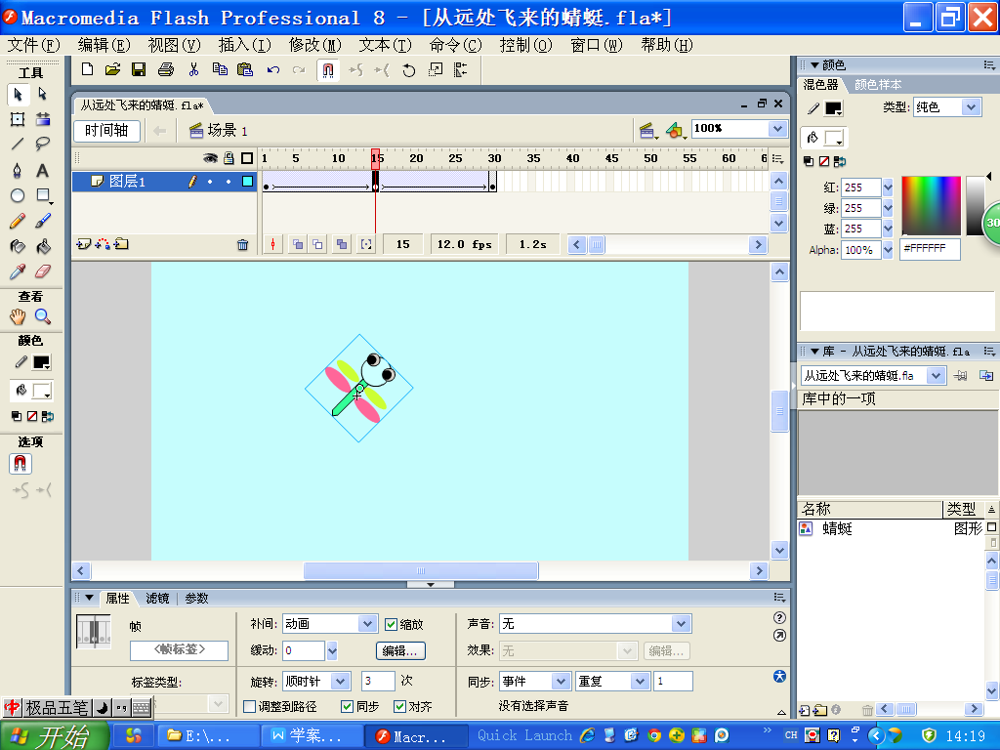 Macromedia Flash Professional 8 - [从远处飞来的蜻蜓.fla*]
文件(F) 编辑(E) 视图(V) 插入(I) 修改(M) 文本(T) 命令(C) 控制(O) 窗口(W) 帮助(H)
工具
查看
颜色
选项
从远处飞来的蜻蜓.fla*
时间轴 场景 1 100%
1 5 10 15 20 25 30 35 40 45 50 55 60 6
图层1
15 12.0 fps 1.2s
属性 滤镜 参数
帧
<帧标签>
标签类型:
补间: 动画 缩放
缓动: 0 编辑...
旋转: 顺时针 3 次
调整到路径 同步 对齐
声音: 无
效果: 无 编辑...
同步: 事件 重复 1
没有选择声音
颜色
混色器 颜色样本
类型: 纯色
红: 255
绿: 255
蓝: 255
Alpha: 100% #FFFFFF
30
库 - 从远处飞来的蜻蜓.fla
从远处飞来的蜻蜓.fla
库中的一项
名称 类型
蜻蜓 图形
中 极品五笔
开始 E:\... 学案... Macr... Quick Launch » CH 14:19